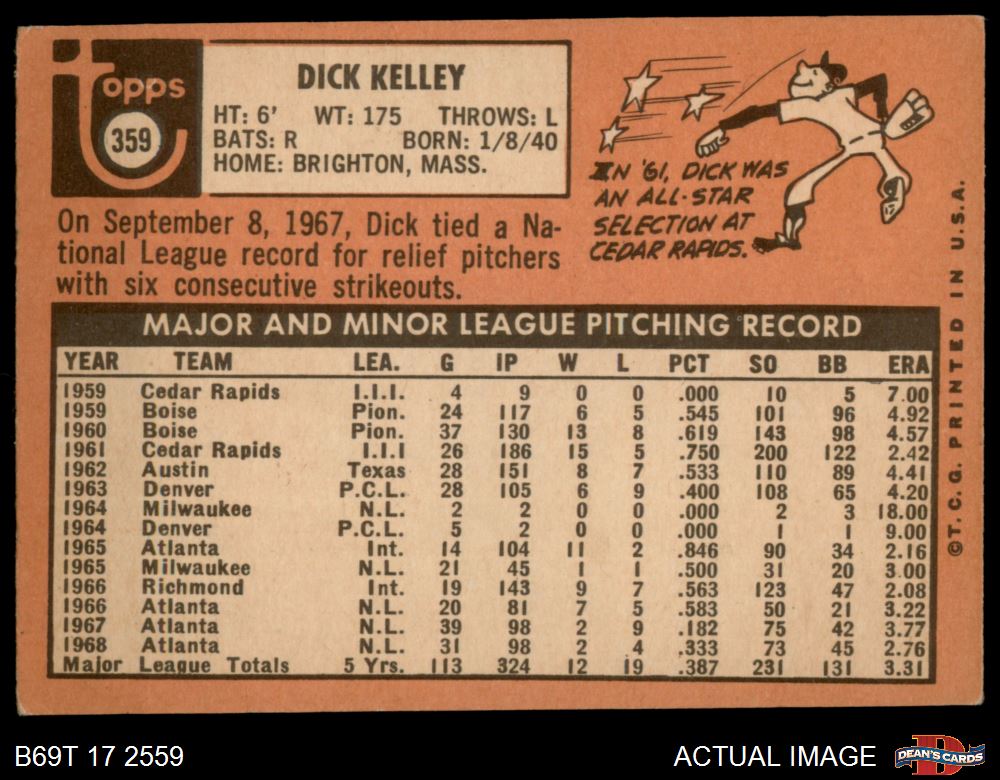 topps
359
DICK KELLEY
HT: 6' WT: 175 THROWS: L
BATS: R BORN: 1/8/40
HOME: BRIGHTON, MASS.
IN '61, DICK WAS
AN ALL-STAR
SELECTION AT
CEDAR RAPIDS.
On September 8, 1967, Dick tied a Na-
tional League record for relief pitchers
with six consecutive strikeouts.
MAJOR AND MINOR LEAGUE PITCHING RECORD
YEAR TEAM LEA. G IP W L PCT SO BB ERA
1959 Cedar Rapids I.I.I. 4 9 0 0 .000 10 5 7.00
1959 Boise Pion. 24 117 6 5 .545 101 96 4.92
1960 Boise Pion. 37 130 13 8 .619 143 98 4.57
1961 Cedar Rapids I.I.I 26 186 15 5 .750 200 122 2.42
1962 Austin Texas 28 151 8 7 .533 110 89 4.41
1963 Denver P.C.L. 28 105 6 9 .400 108 65 4.20
1964 Milwaukee N.L. 2 2 0 0 .000 2 3 18.00
1964 Denver P.C.L. 5 2 0 0 .000 1 1 9.00
1965 Atlanta Int. 14 104 11 2 .846 90 34 2.16
1965 Milwaukee N.L. 21 45 1 1 .500 31 20 3.00
1966 Richmond Int. 19 143 9 7 .563 123 47 2.08
1966 Atlanta N.L. 20 81 7 5 .583 50 21 3.22
1967 Atlanta N.L. 39 98 2 9 .182 75 42 3.77
1968 Atlanta N.L. 31 98 2 4 .333 73 45 2.76
Major League Totals 5 Yrs. 113 324 12 19 .387 231 131 3.31
©T.C.G. PRINTED IN U.S.A.
B69T 17 2559
ACTUAL IMAGE
DEAN'S CARDS